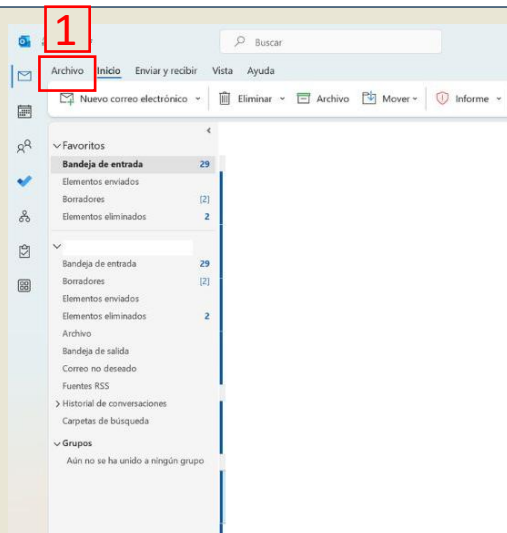 1
Buscar
Archivo Inicio Enviar y recibir Vista Ayuda
Nuevo correo electrónico Eliminar Archivo Mover Informe
Favoritos
Bandeja de entrada 29
Elementos enviados
Borradores [2]
Elementos eliminados 2
Bandeja de entrada 29
Borradores [2]
Elementos enviados
Elementos eliminados 2
Archivo
Bandeja de salida
Correo no deseado
Fuentes RSS
Historial de conversaciones
Carpetas de búsqueda
Grupos
Aún no se ha unido a ningún grupo